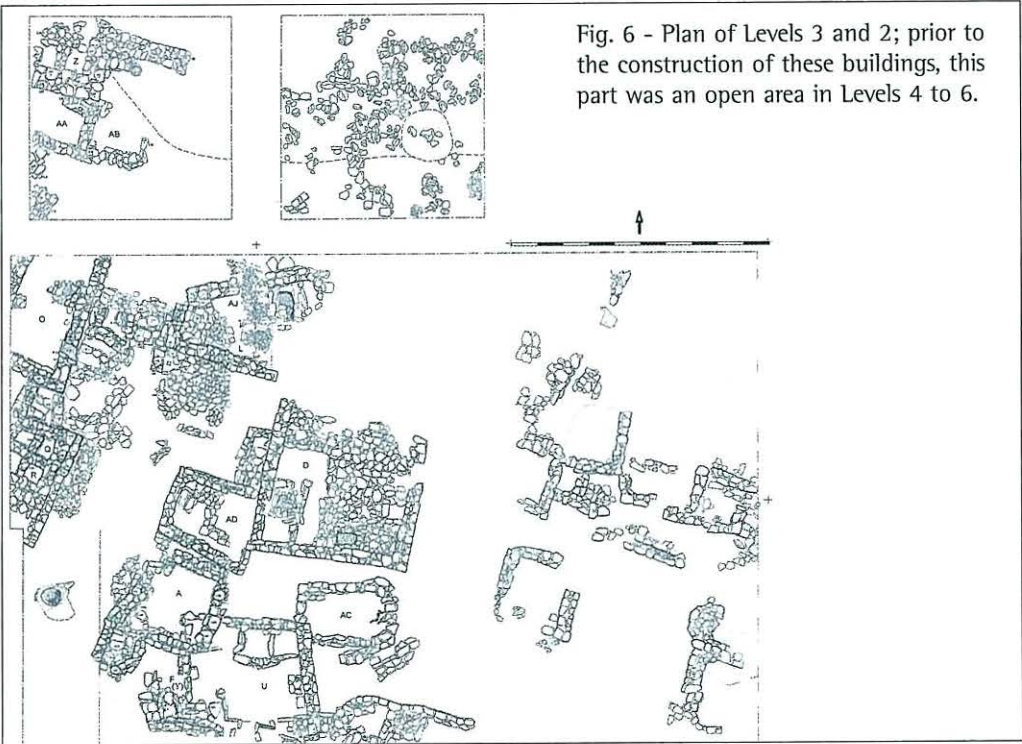 Fig. 6 - Plan of Levels 3 and 2; prior to
the construction of these buildings, this
part was an open area in Levels 4 to 6.
Z
AA
AB
O
AJ
L
Q
R
D
AD
A
AC
F
U